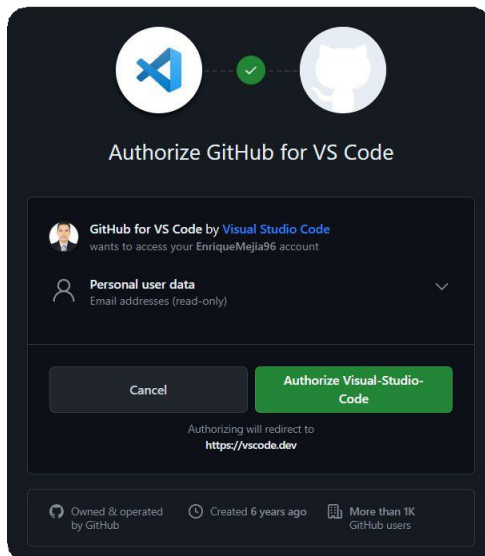 Authorize GitHub for VS Code
GitHub for VS Code by Visual Studio Code
wants to access your EnriqueMejia96 account
Personal user data
Email addresses (read-only)
Cancel
Authorize Visual-Studio-
Code
Authorizing will redirect to
https://vscode.dev
Owned & operated
by GitHub
Created 6 years ago
More than 1K
GitHub users